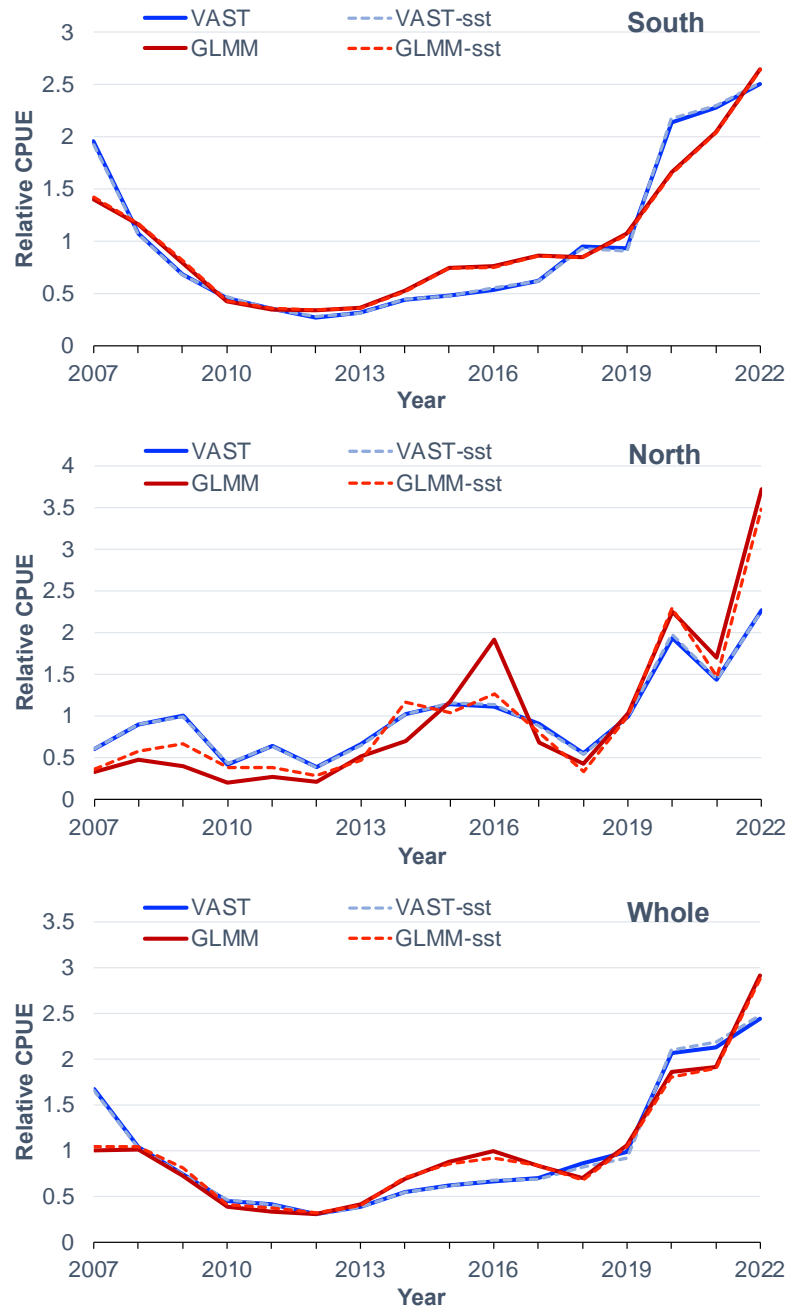 VAST VAST-sst South
GLMM GLMM-sst
3
2.5
2
1.5
1
0.5
0
Relative CPUE
2007 2010 2013 2016 2019 2022
Year
VAST VAST-sst North
GLMM GLMM-sst
4
3.5
3
2.5
2
1.5
1
0.5
0
Relative CPUE
2007 2010 2013 2016 2019 2022
Year
VAST VAST-sst Whole
GLMM GLMM-sst
3.5
3
2.5
2
1.5
1
0.5
0
Relative CPUE
2007 2010 2013 2016 2019 2022
Year